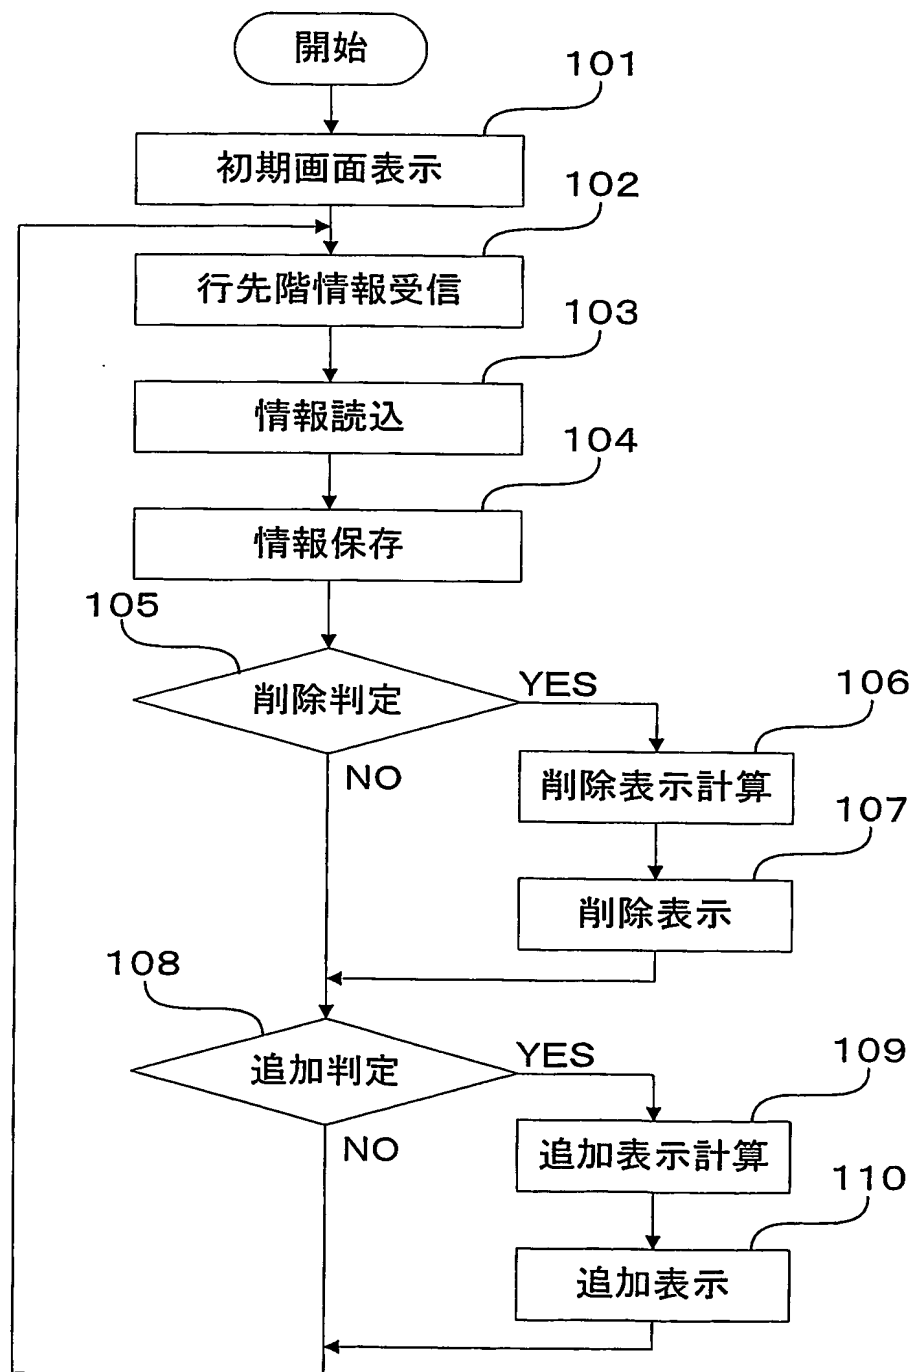 開始
101
初期画面表示
102
行先階情報受信
103
情報読込
104
情報保存
105
削除判定
YES
NO
106
削除表示計算
107
削除表示
108
追加判定
YES
NO
109
追加表示計算
110
追加表示